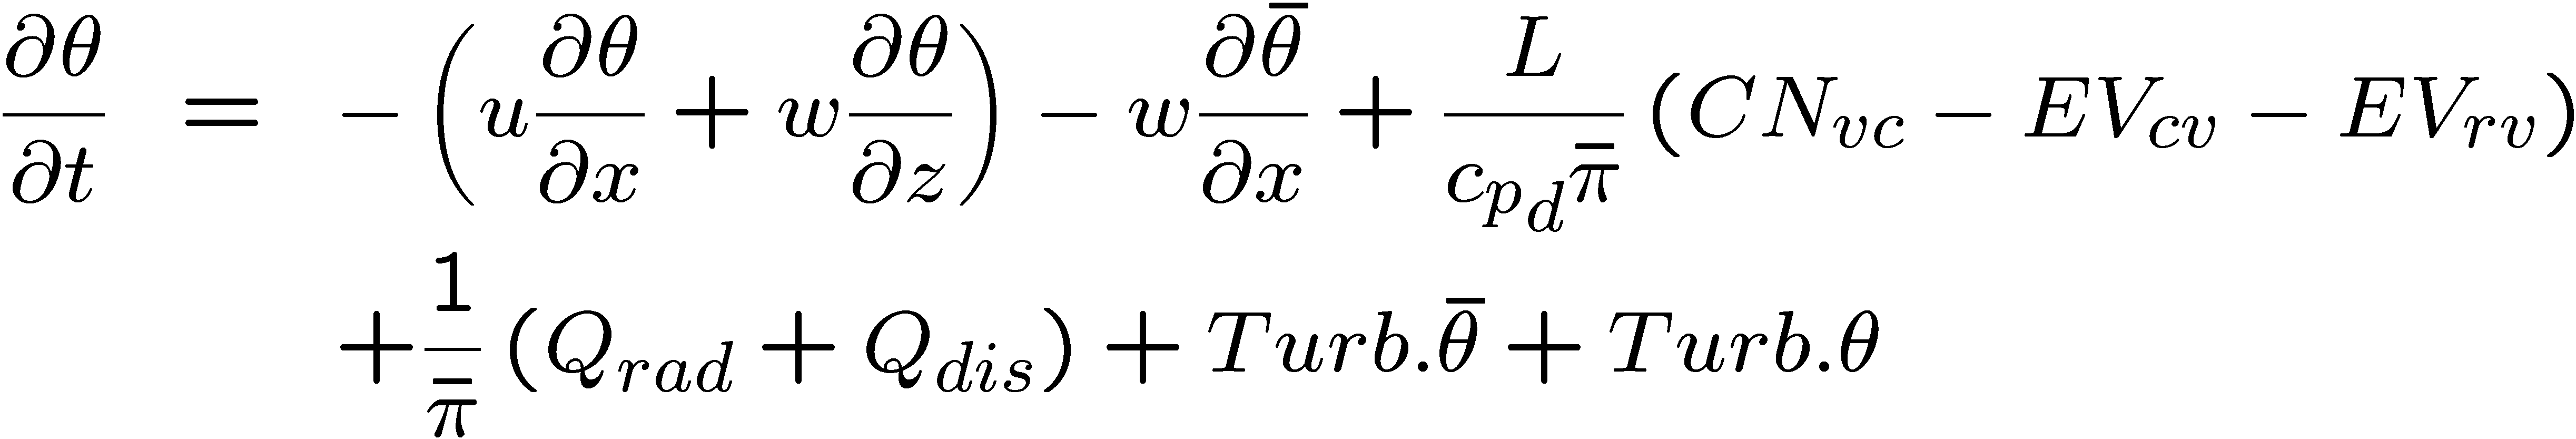 ∂θ/∂t = −(u ∂θ/∂x + w ∂θ/∂z) − w ∂θ̄/∂x + L/(c_{p_d} π̄) (CN_{vc} − EV_{cv} − EV_{rv})
+ 1/π̄ (Q_{rad} + Q_{dis}) + Turb.θ̄ + Turb.θ